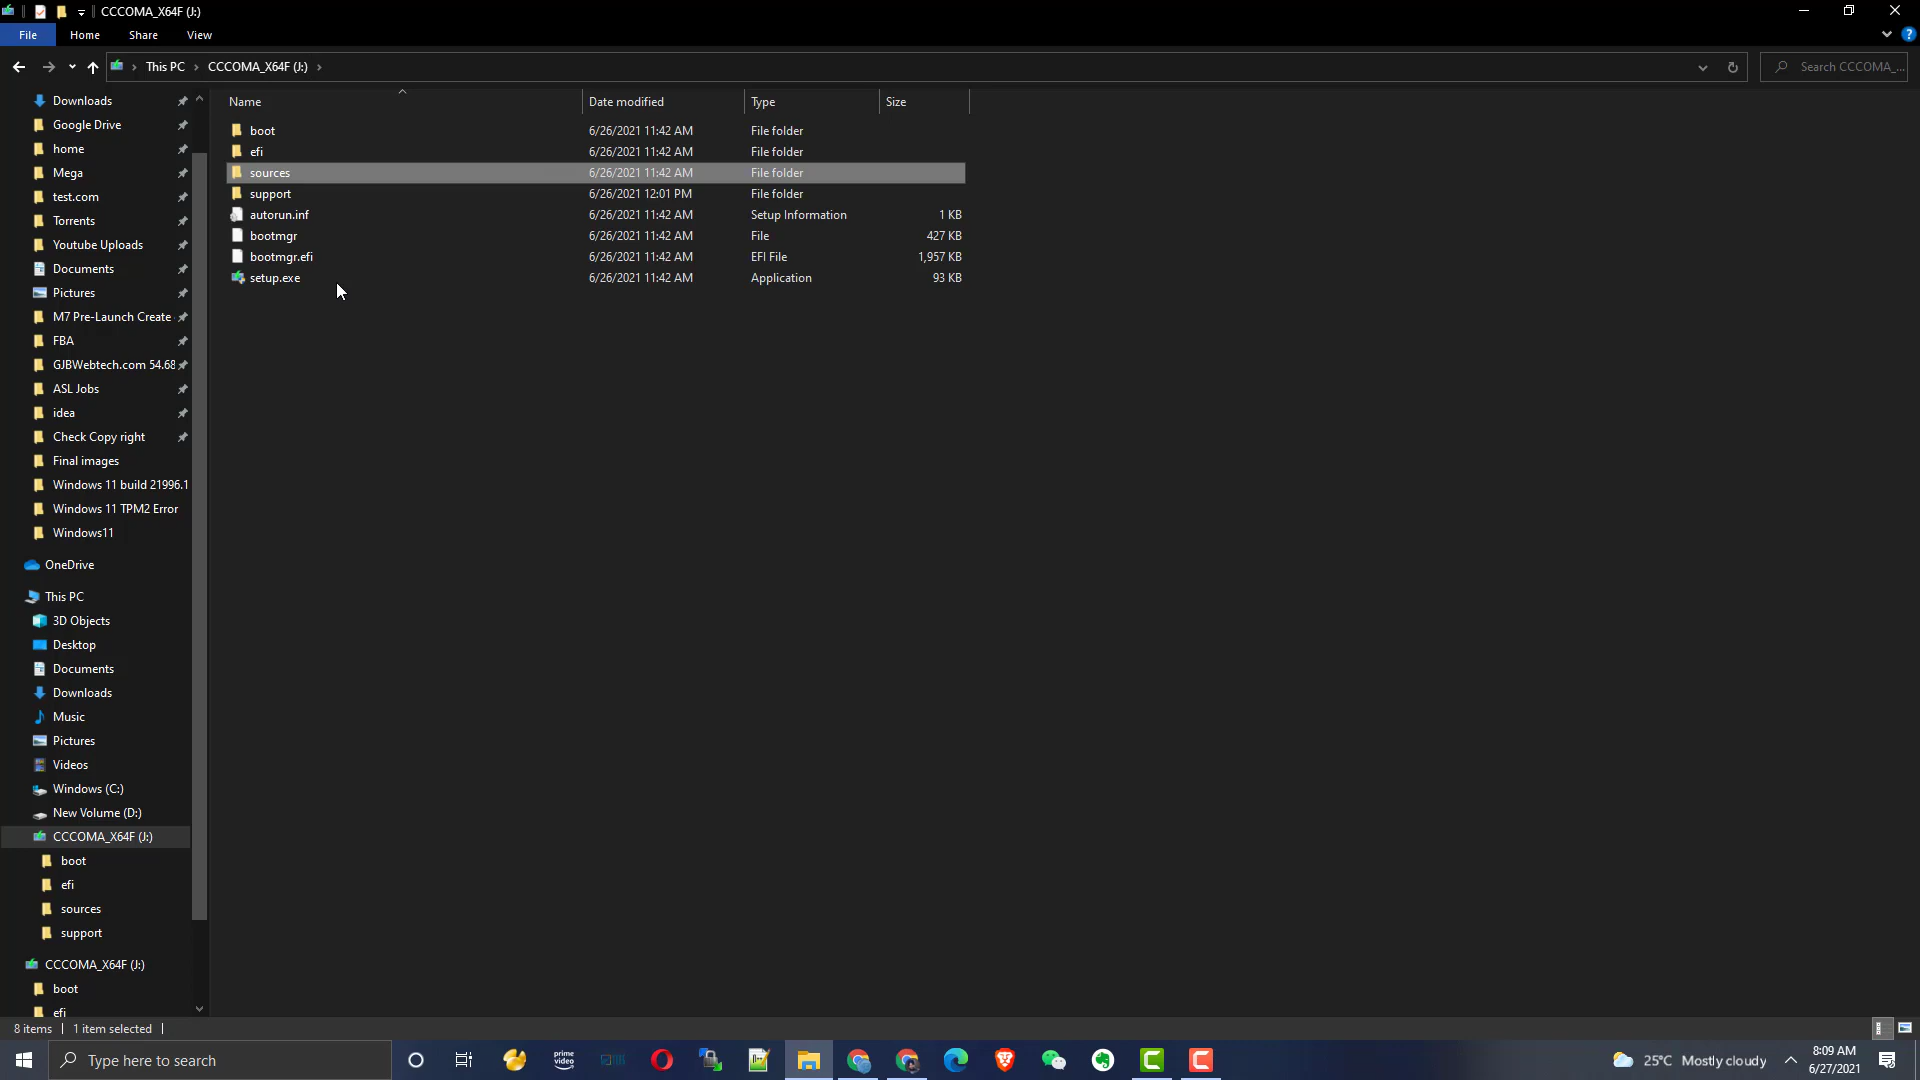 CCCOMA_X64F (J:)
File Home Share View
This PC CCCOMA_X64F (J:)
Search CCCOMA_...
Name Date modified Type Size
boot 6/26/2021 11:42 AM File folder
efi 6/26/2021 11:42 AM File folder
sources 6/26/2021 11:42 AM File folder
support 6/26/2021 12:01 PM File folder
autorun.inf 6/26/2021 11:42 AM Setup Information 1 KB
bootmgr 6/26/2021 11:42 AM File 427 KB
bootmgr.efi 6/26/2021 11:42 AM EFI File 1,957 KB
setup.exe 6/26/2021 11:42 AM Application 93 KB
Downloads
Google Drive
home
Mega
test.com
Torrents
Youtube Uploads
Documents
Pictures
M7 Pre-Launch Create
FBA
GJBWebtech.com 54.68
ASL Jobs
idea
Check Copy right
Final images
Windows 11 build 21996.1
Windows 11 TPM2 Error
Windows11
OneDrive
This PC
3D Objects
Desktop
Documents
Downloads
Music
Pictures
Videos
Windows (C:)
New Volume (D:)
CCCOMA_X64F (J:)
boot
efi
sources
support
CCCOMA_X64F (J:)
boot
efi
8 items 1 item selected
Type here to search
prime video
25°C Mostly cloudy
8:09 AM
6/27/2021